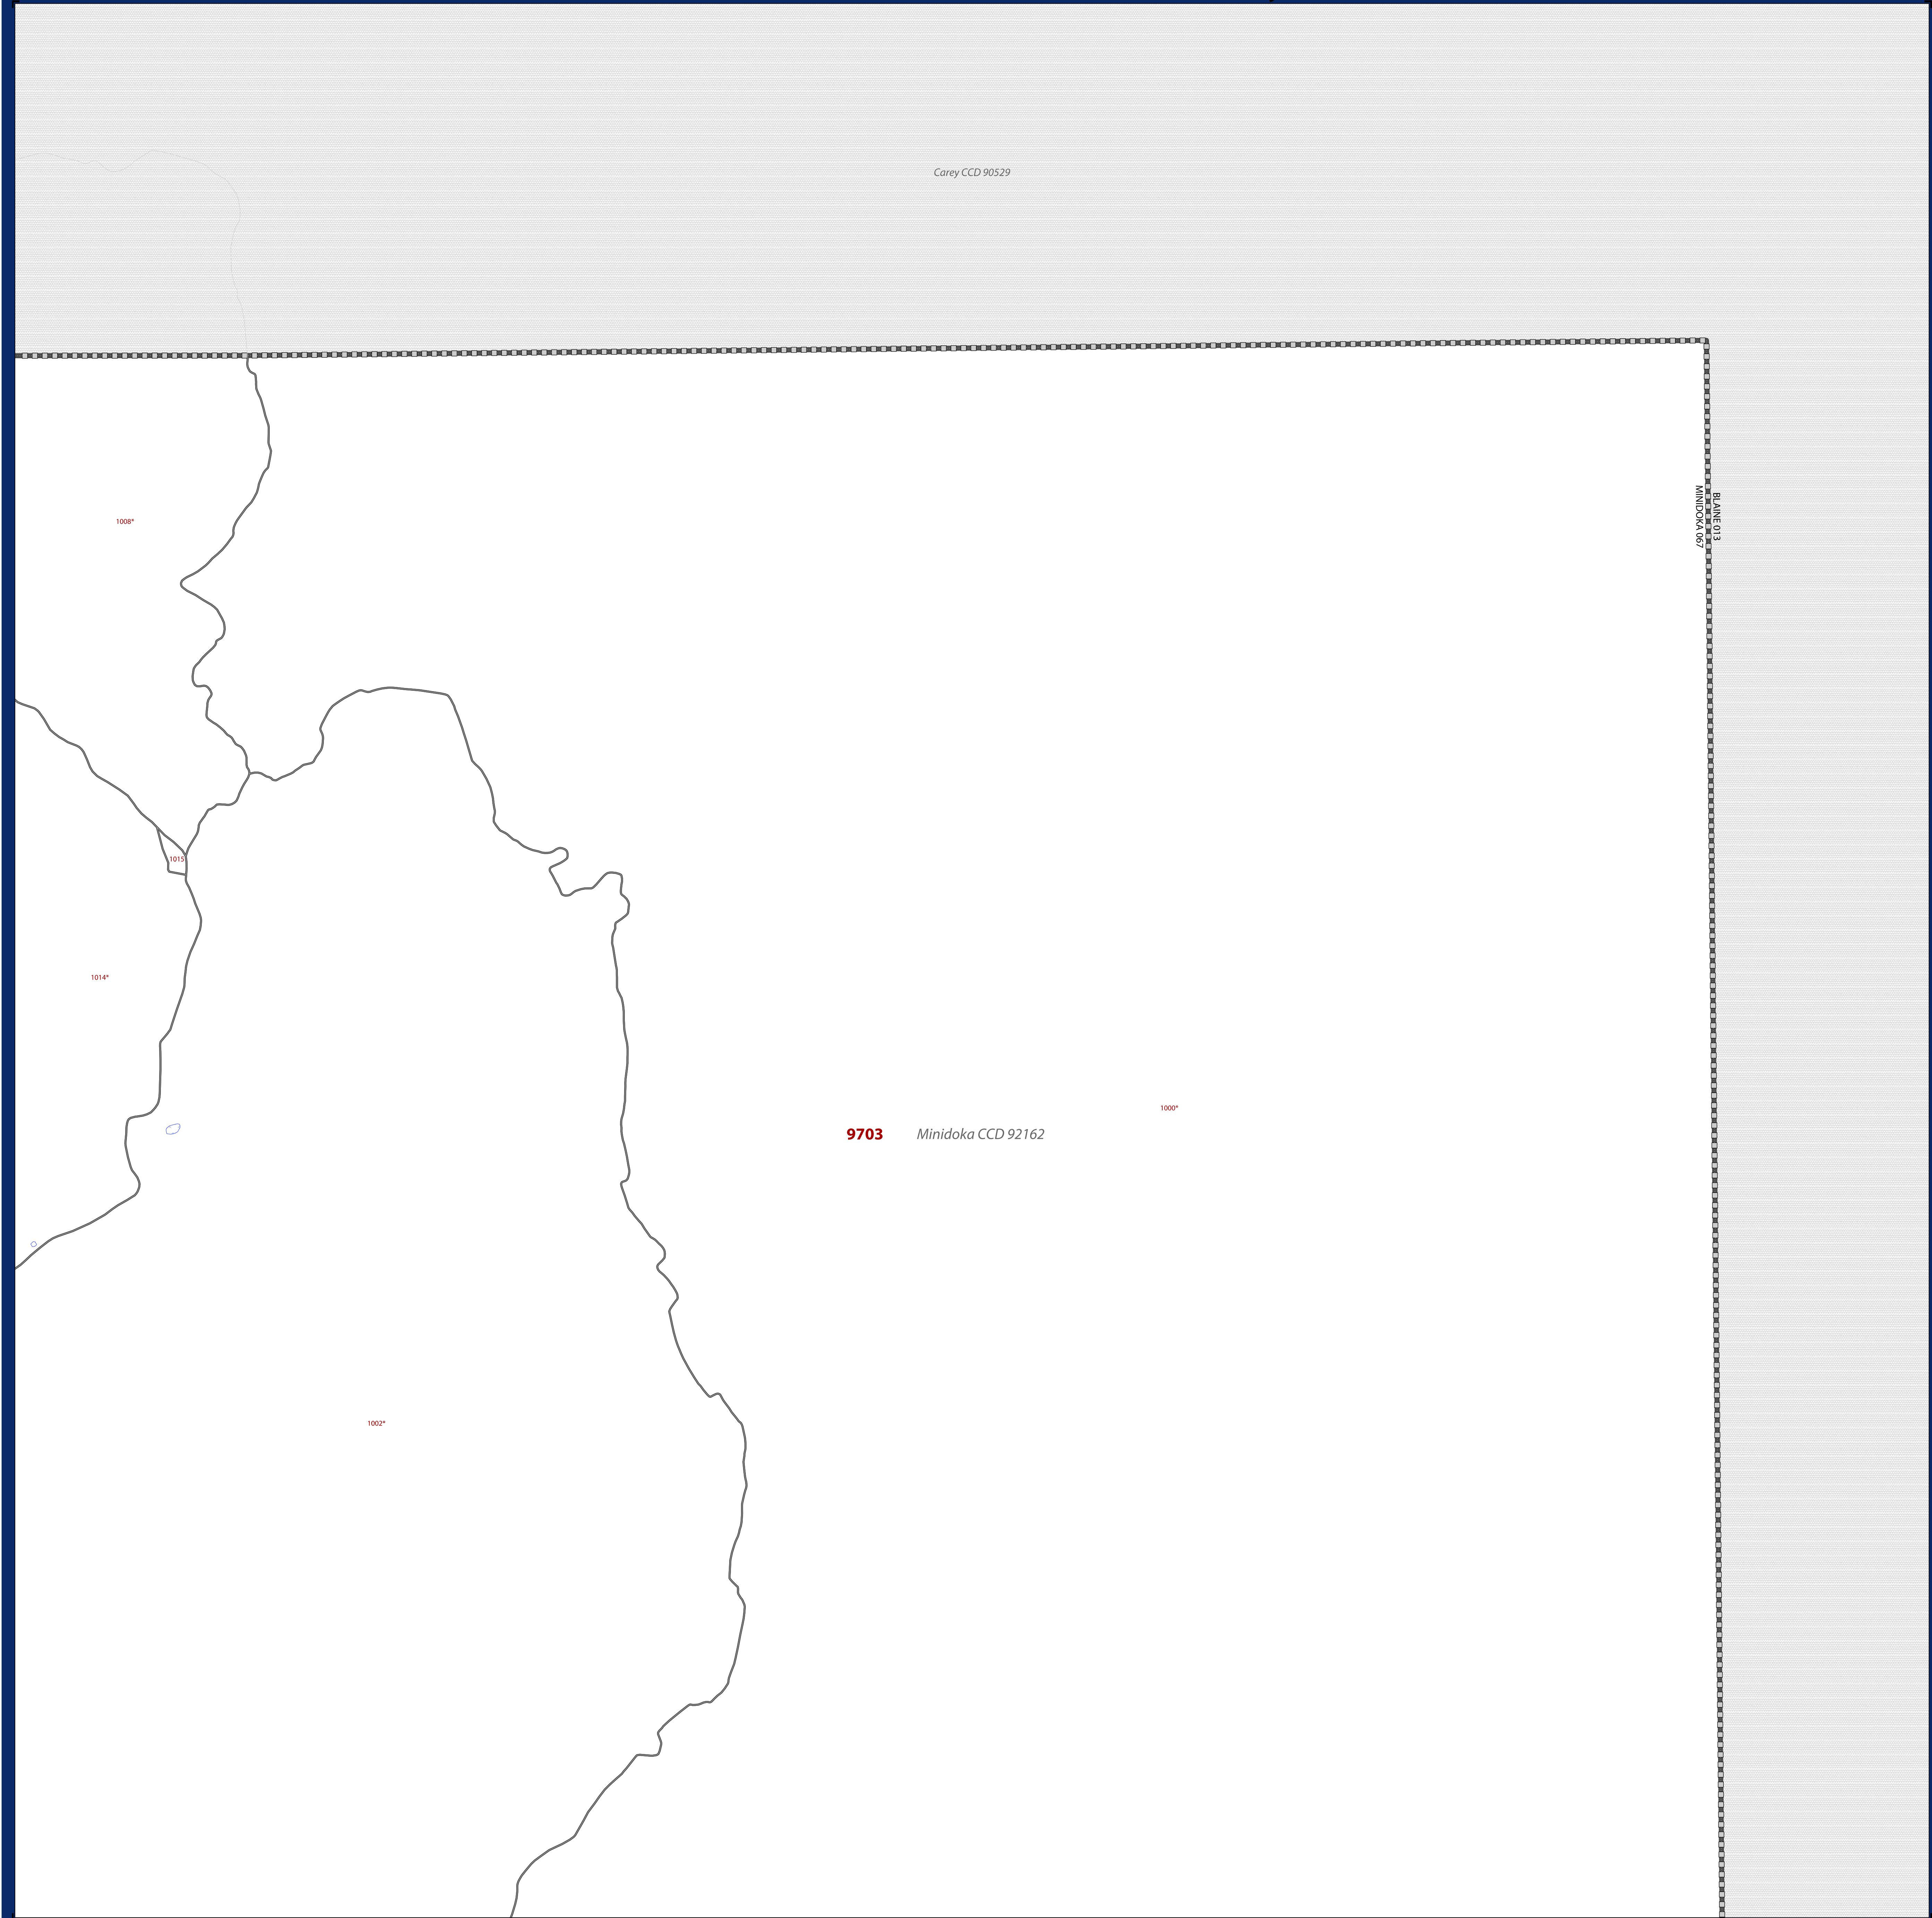 Carey CCD 90529
BLAINE 013
MINIDOKA 067
1008*
1015
1014*
1000*
9703 Minidoka CCD 92162
1002*